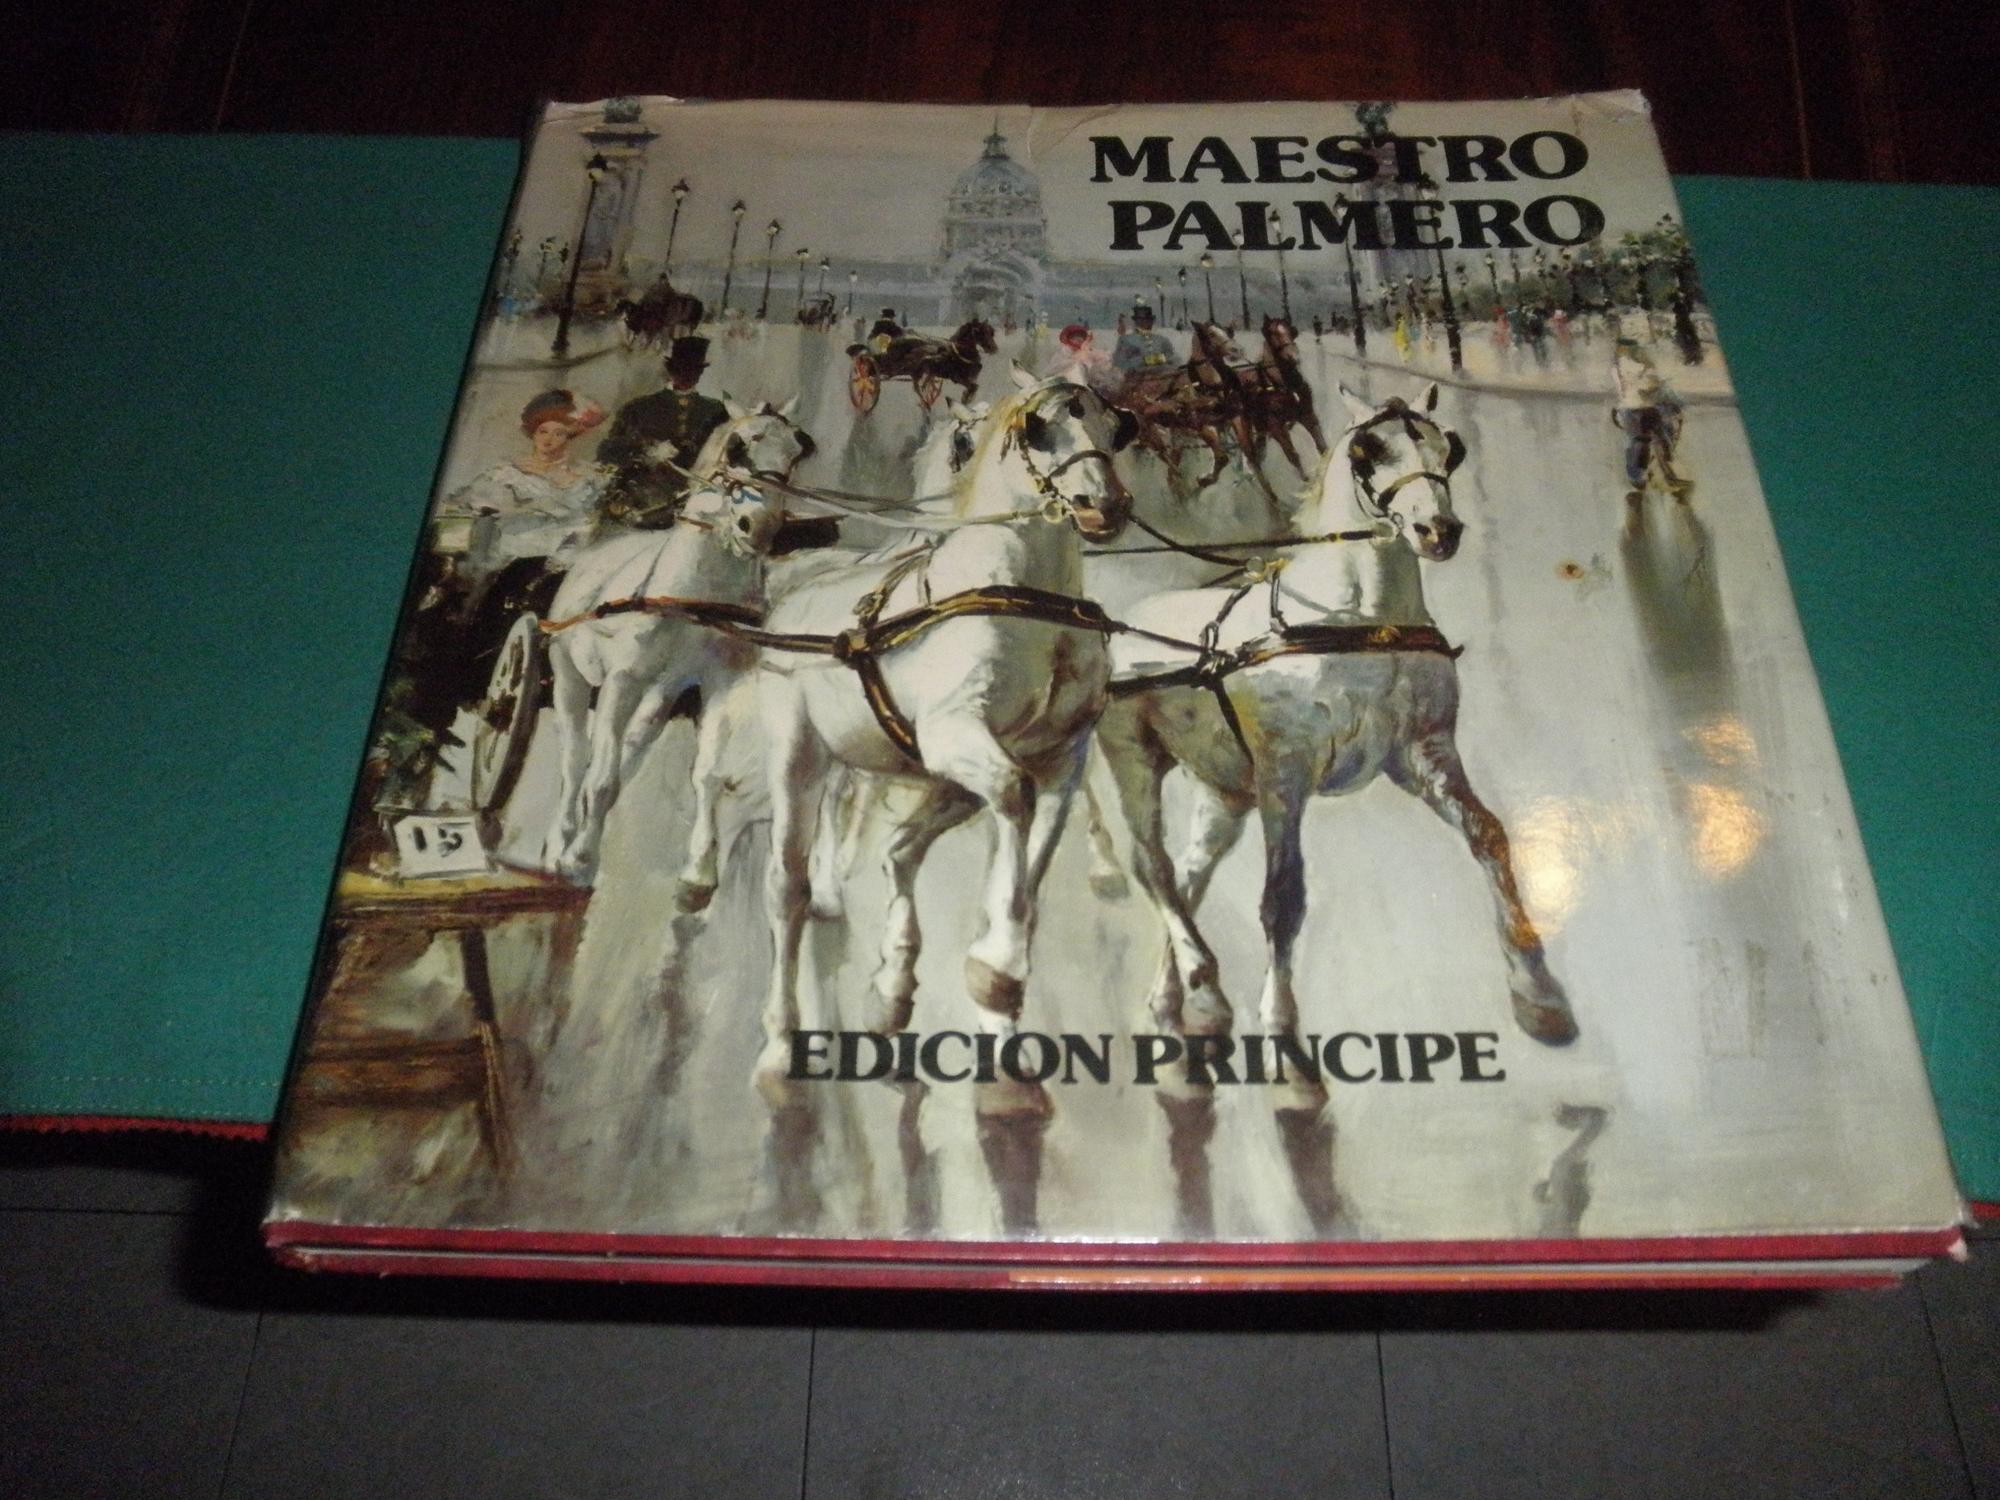 MAESTRO
PALMERO
15
EDICION PRINCIPE